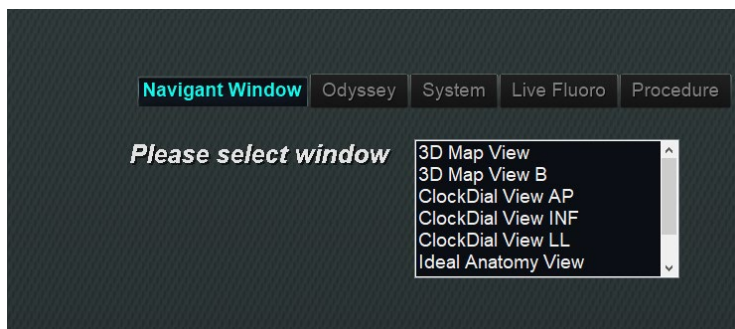 Navigant Window Odyssey System Live Fluoro Procedure
Please select window
3D Map View
3D Map View B
ClockDial View AP
ClockDial View INF
ClockDial View LL
Ideal Anatomy View